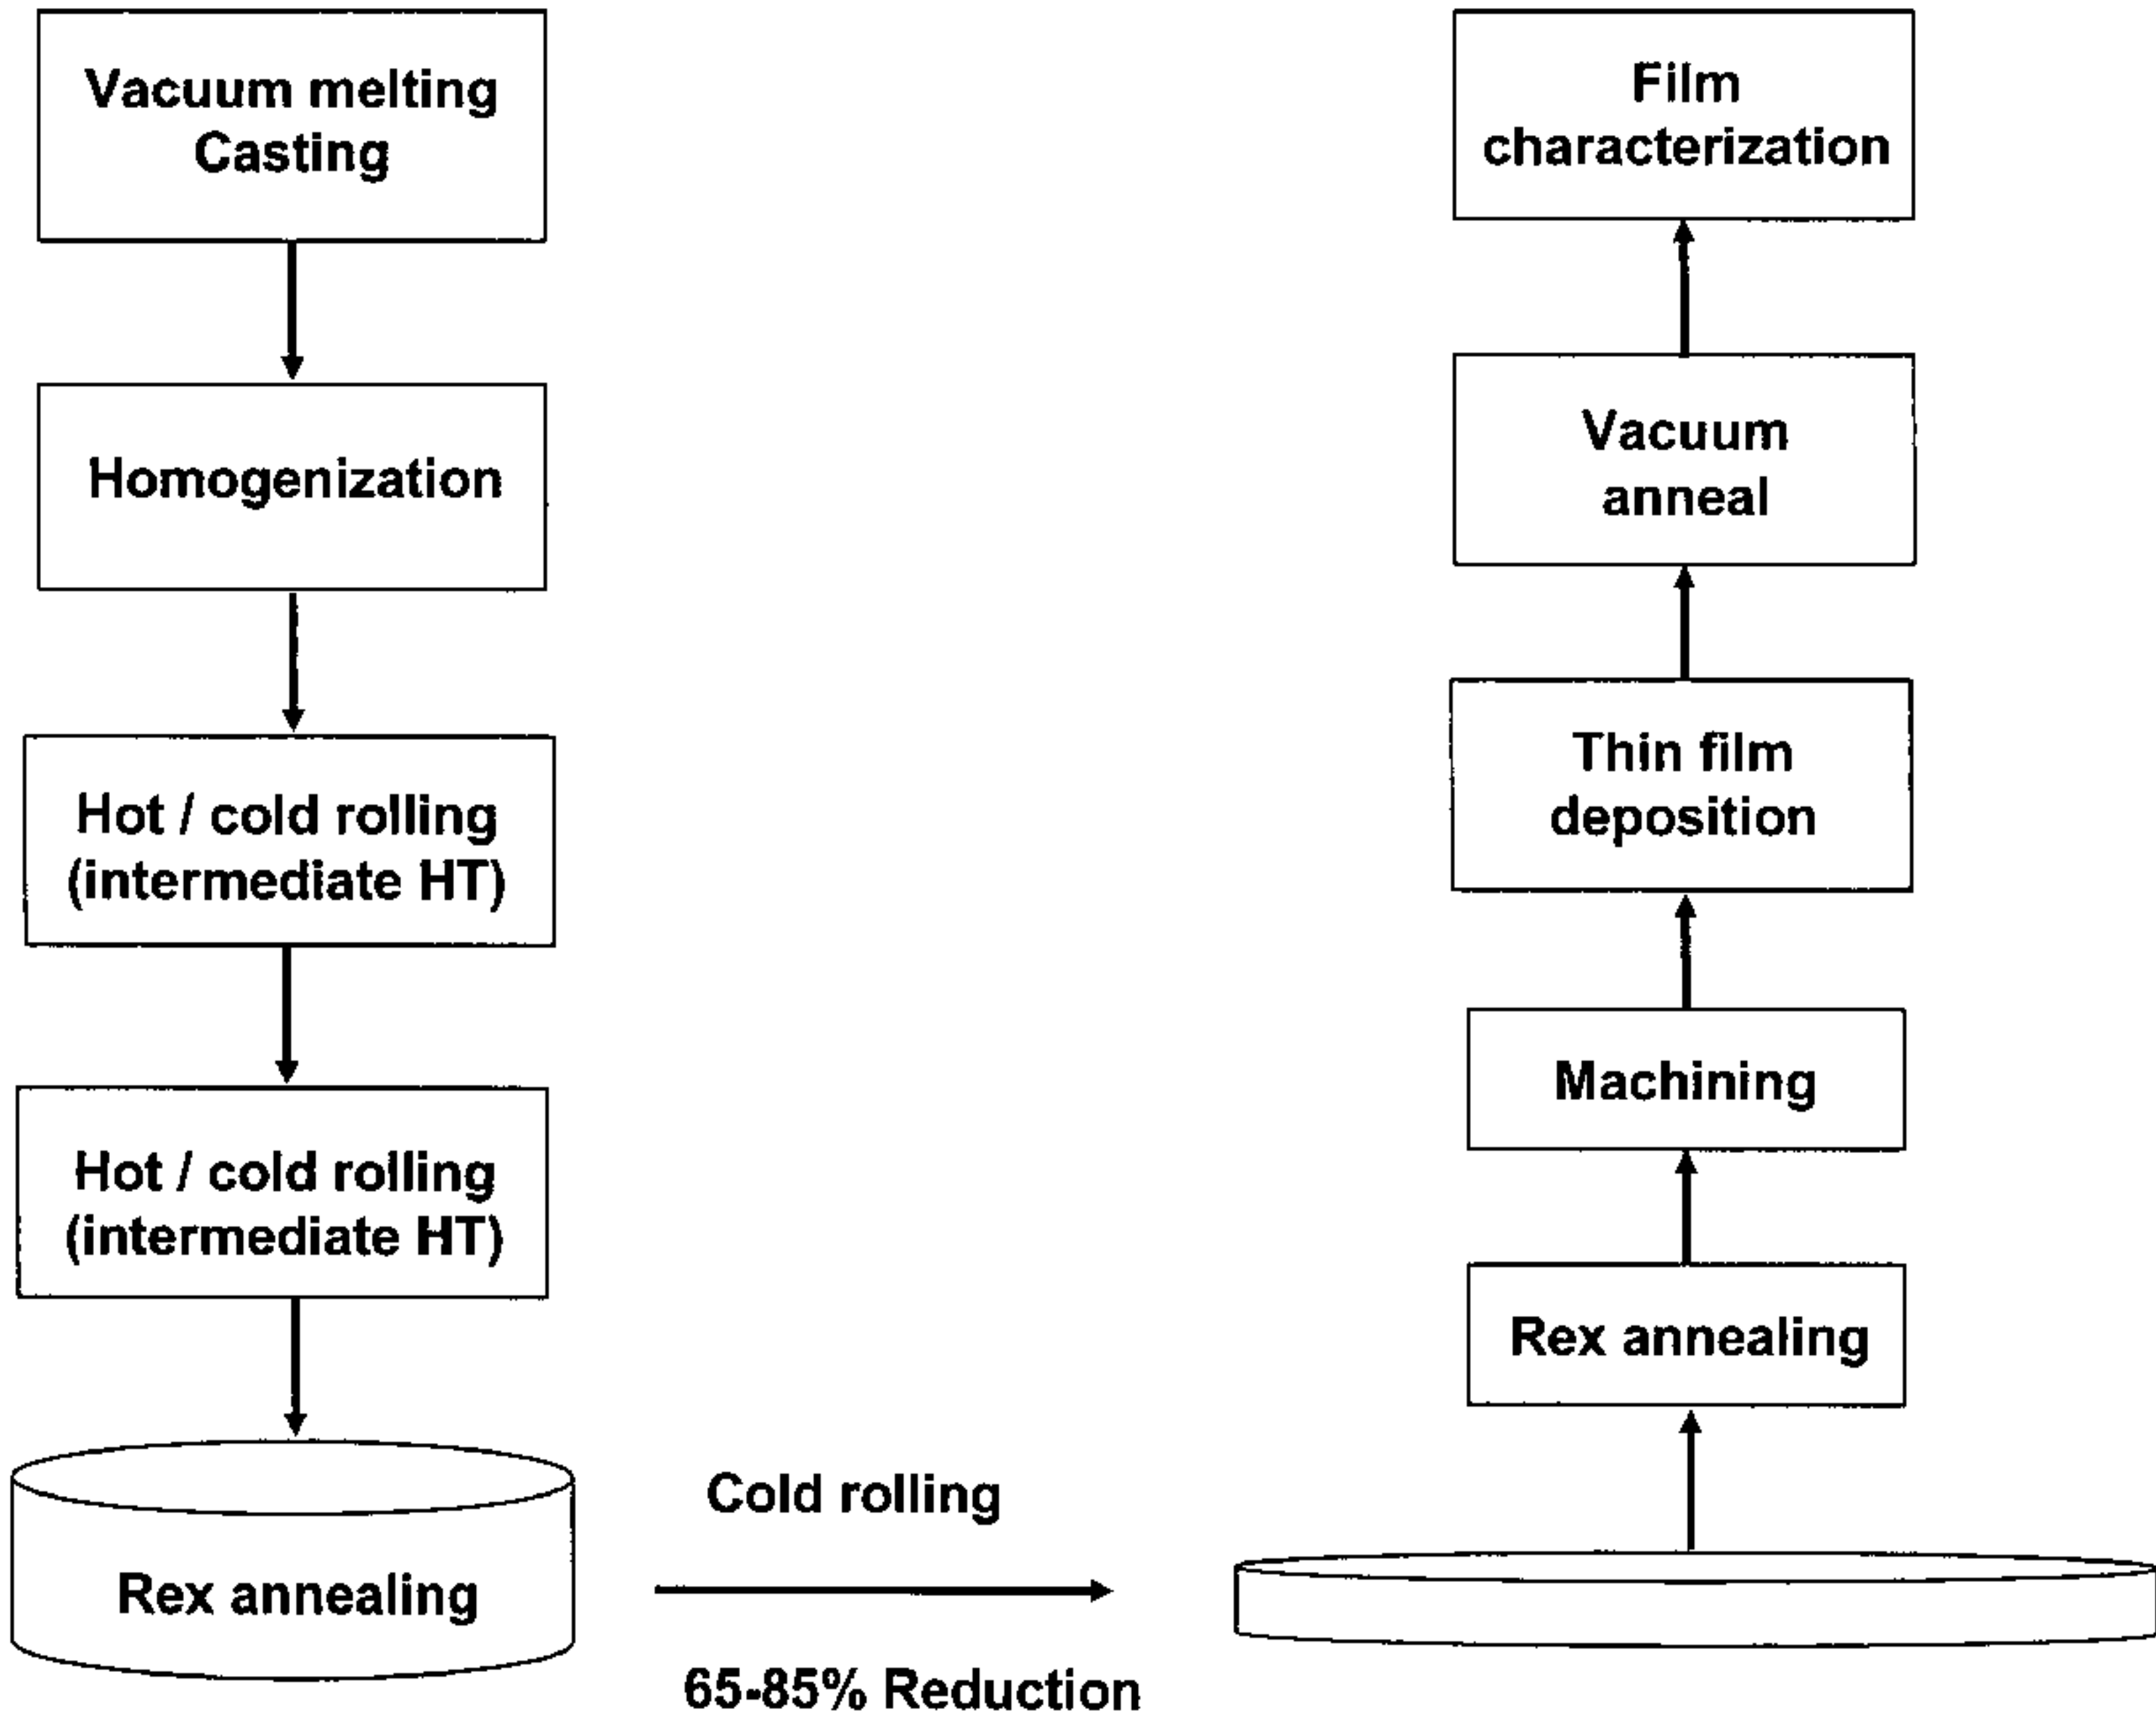 Vacuum melting
Casting
Homogenization
Hot / cold rolling
(intermediate HT)
Hot / cold rolling
(intermediate HT)
Rex annealing
Cold rolling
65-85% Reduction
Rex annealing
Machining
Thin film
deposition
Vacuum
anneal
Film
characterization